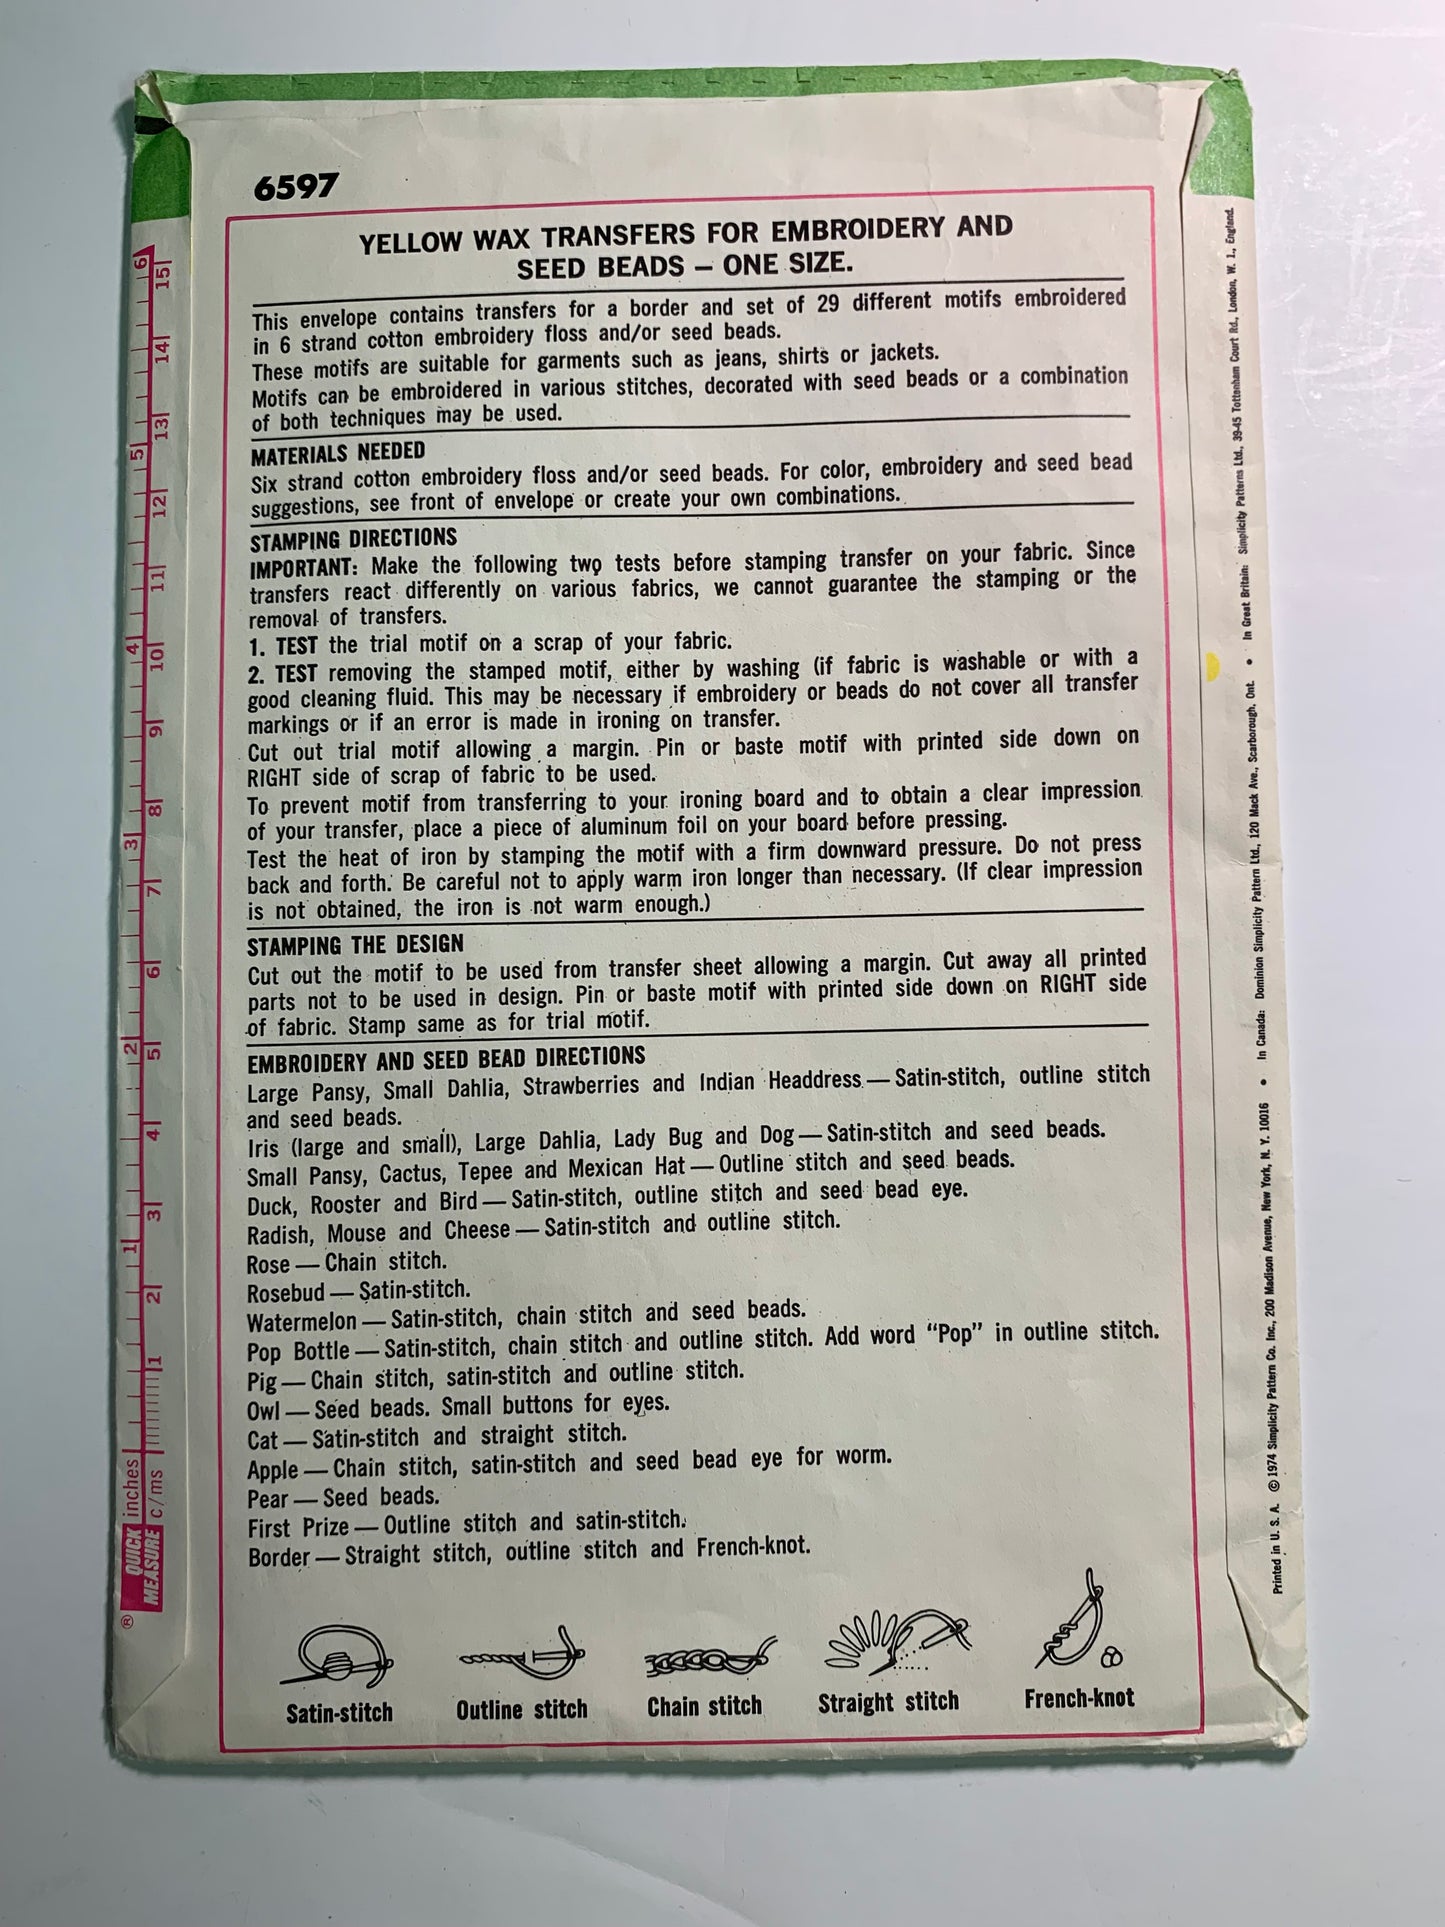 6597
YELLOW WAX TRANSFERS FOR EMBROIDERY AND
SEED BEADS – ONE SIZE.
This envelope contains transfers for a border and set of 29 different motifs embroidered
in 6 strand cotton embroidery floss and/or seed beads.
These motifs are suitable for garments such as jeans, shirts or jackets.
Motifs can be embroidered in various stitches, decorated with seed beads or a combination
of both techniques may be used.
MATERIALS NEEDED
Six strand cotton embroidery floss and/or seed beads. For color, embroidery and seed bead
suggestions, see front of envelope or create your own combinations.
STAMPING DIRECTIONS
IMPORTANT: Make the following two tests before stamping transfer on your fabric. Since
transfers react differently on various fabrics, we cannot guarantee the stamping or the
removal of transfers.
1. TEST the trial motif on a scrap of your fabric.
2. TEST removing the stamped motif, either by washing (if fabric is washable or with a
good cleaning fluid. This may be necessary if embroidery or beads do not cover all transfer
markings or if an error is made in ironing on transfer.
Cut out trial motif allowing a margin. Pin or baste motif with printed side down on
RIGHT side of scrap of fabric to be used.
To prevent motif from transferring to your ironing board and to obtain a clear impression
of your transfer, place a piece of aluminum foil on your board before pressing.
Test the heat of iron by stamping the motif with a firm downward pressure. Do not press
back and forth. Be careful not to apply warm iron longer than necessary. (If clear impression
is not obtained, the iron is not warm enough.)
STAMPING THE DESIGN
Cut out the motif to be used from transfer sheet allowing a margin. Cut away all printed
parts not to be used in design. Pin or baste motif with printed side down on RIGHT side
of fabric. Stamp same as for trial motif.
EMBROIDERY AND SEED BEAD DIRECTIONS
Large Pansy, Small Dahlia, Strawberries and Indian Headdress — Satin-stitch, outline stitch
and seed beads.
Iris (large and small), Large Dahlia, Lady Bug and Dog — Satin-stitch and seed beads.
Small Pansy, Cactus, Tepee and Mexican Hat — Outline stitch and seed beads.
Duck, Rooster and Bird — Satin-stitch, outline stitch and seed bead eye.
Radish, Mouse and Cheese — Satin-stitch and outline stitch.
Rose — Chain stitch.
Rosebud — Satin-stitch.
Watermelon — Satin-stitch, chain stitch and seed beads.
Pop Bottle — Satin-stitch, chain stitch and outline stitch. Add word “Pop” in outline stitch.
Pig — Chain stitch, satin-stitch and outline stitch.
Owl — Seed beads. Small buttons for eyes.
Cat — Satin-stitch and straight stitch.
Apple — Chain stitch, satin-stitch and seed bead eye for worm.
Pear — Seed beads.
First Prize — Outline stitch and satin-stitch.
Border — Straight stitch, outline stitch and French-knot.
Satin-stitch Outline stitch Chain stitch Straight stitch French-knot
® QUICK MEASURE
inches 1 2 3 4 5 6
c/ms 1 2 3 4 5 6 7 8 9 10 11 12 13 14 15
Printed in U. S. A. © 1974 Simplicity Pattern Co. Inc., 200 Madison Avenue, New York, N. Y. 10016 • In Canada: Dominion Simplicity Pattern Ltd., 120 Mack Ave., Scarborough, Ont. • In Great Britain: Simplicity Patterns Ltd., 39-45 Tottenham Court Rd., London, W. 1., England.